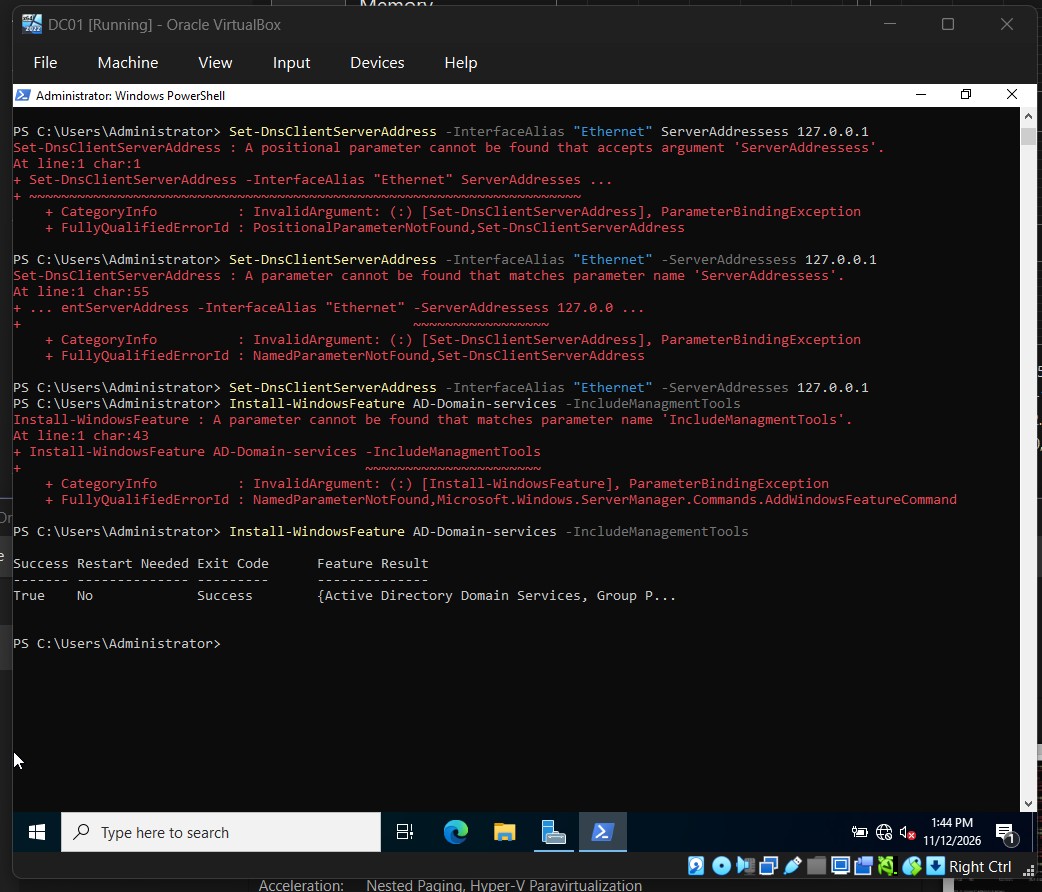 Memory
DC01 [Running] - Oracle VirtualBox
File Machine View Input Devices Help
Administrator: Windows PowerShell
PS C:\Users\Administrator> Set-DnsClientServerAddress -InterfaceAlias "Ethernet" ServerAddressess 127.0.0.1
Set-DnsClientServerAddress : A positional parameter cannot be found that accepts argument 'ServerAddressess'.
At line:1 char:1
+ Set-DnsClientServerAddress -InterfaceAlias "Ethernet" ServerAddresses ...
+ ~~~~~~~~~~~~~~~~~~~~~~~~~~~~~~~~~~~~~~~~~~~~~~~~~~~~~~~~~~~~~~~~~~~~~
+ CategoryInfo : InvalidArgument: (:) [Set-DnsClientServerAddress], ParameterBindingException
+ FullyQualifiedErrorId : PositionalParameterNotFound,Set-DnsClientServerAddress
PS C:\Users\Administrator> Set-DnsClientServerAddress -InterfaceAlias "Ethernet" -ServerAddressess 127.0.0.1
Set-DnsClientServerAddress : A parameter cannot be found that matches parameter name 'ServerAddressess'.
At line:1 char:55
+ ... entServerAddress -InterfaceAlias "Ethernet" -ServerAddressess 127.0.0 ...
+ ~~~~~~~~~~~~~~~~~
+ CategoryInfo : InvalidArgument: (:) [Set-DnsClientServerAddress], ParameterBindingException
+ FullyQualifiedErrorId : NamedParameterNotFound,Set-DnsClientServerAddress
PS C:\Users\Administrator> Set-DnsClientServerAddress -InterfaceAlias "Ethernet" -ServerAddresses 127.0.0.1
PS C:\Users\Administrator> Install-WindowsFeature AD-Domain-services -IncludeManagmentTools
Install-WindowsFeature : A parameter cannot be found that matches parameter name 'IncludeManagmentTools'.
At line:1 char:43
+ Install-WindowsFeature AD-Domain-services -IncludeManagmentTools
+ ~~~~~~~~~~~~~~~~~~~~~~
+ CategoryInfo : InvalidArgument: (:) [Install-WindowsFeature], ParameterBindingException
+ FullyQualifiedErrorId : NamedParameterNotFound,Microsoft.Windows.ServerManager.Commands.AddWindowsFeatureCommand
PS C:\Users\Administrator> Install-WindowsFeature AD-Domain-services -IncludeManagementTools
Success Restart Needed Exit Code Feature Result
------- -------------- --------- --------------
True No Success {Active Directory Domain Services, Group P...
PS C:\Users\Administrator>
Type here to search
1:44 PM
11/12/2026
1
Right Ctrl
Acceleration: Nested Paging, Hyper-V Paravirtualization